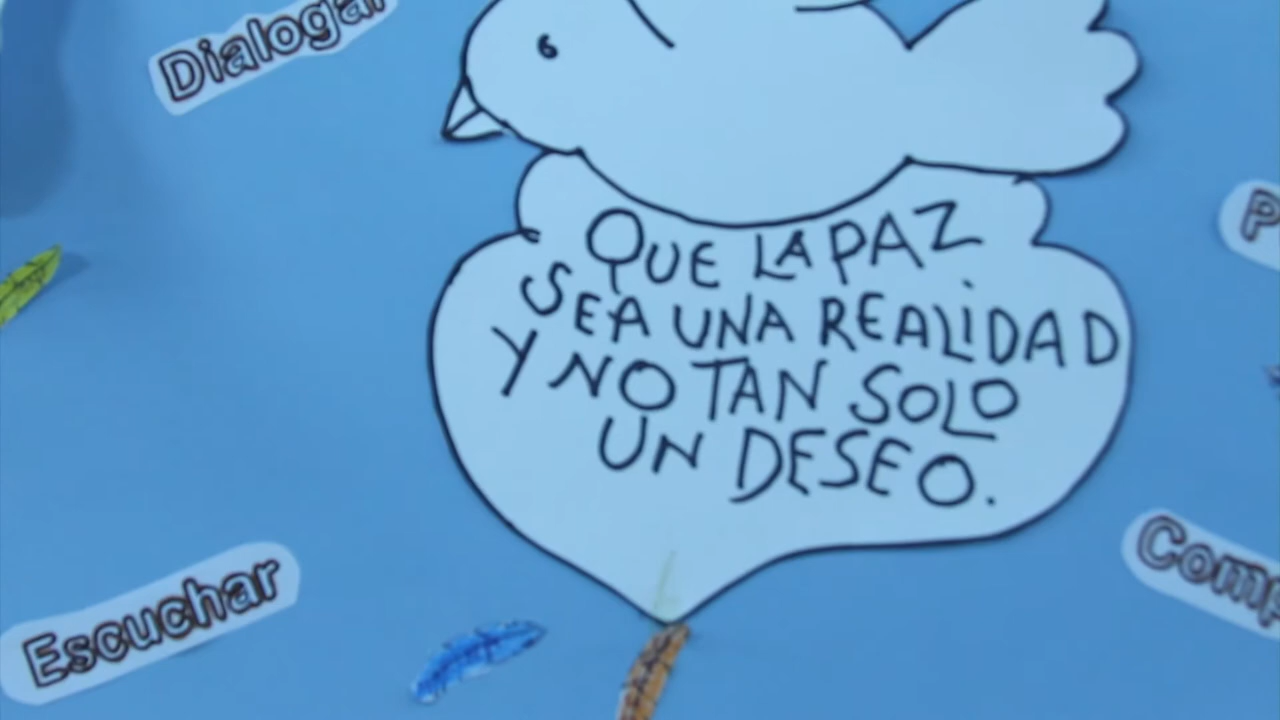 Dialogar
QUE LA PAZ
SEA UNA REALIDAD
Y NO TAN SOLO
UN DESEO.
Escuchar